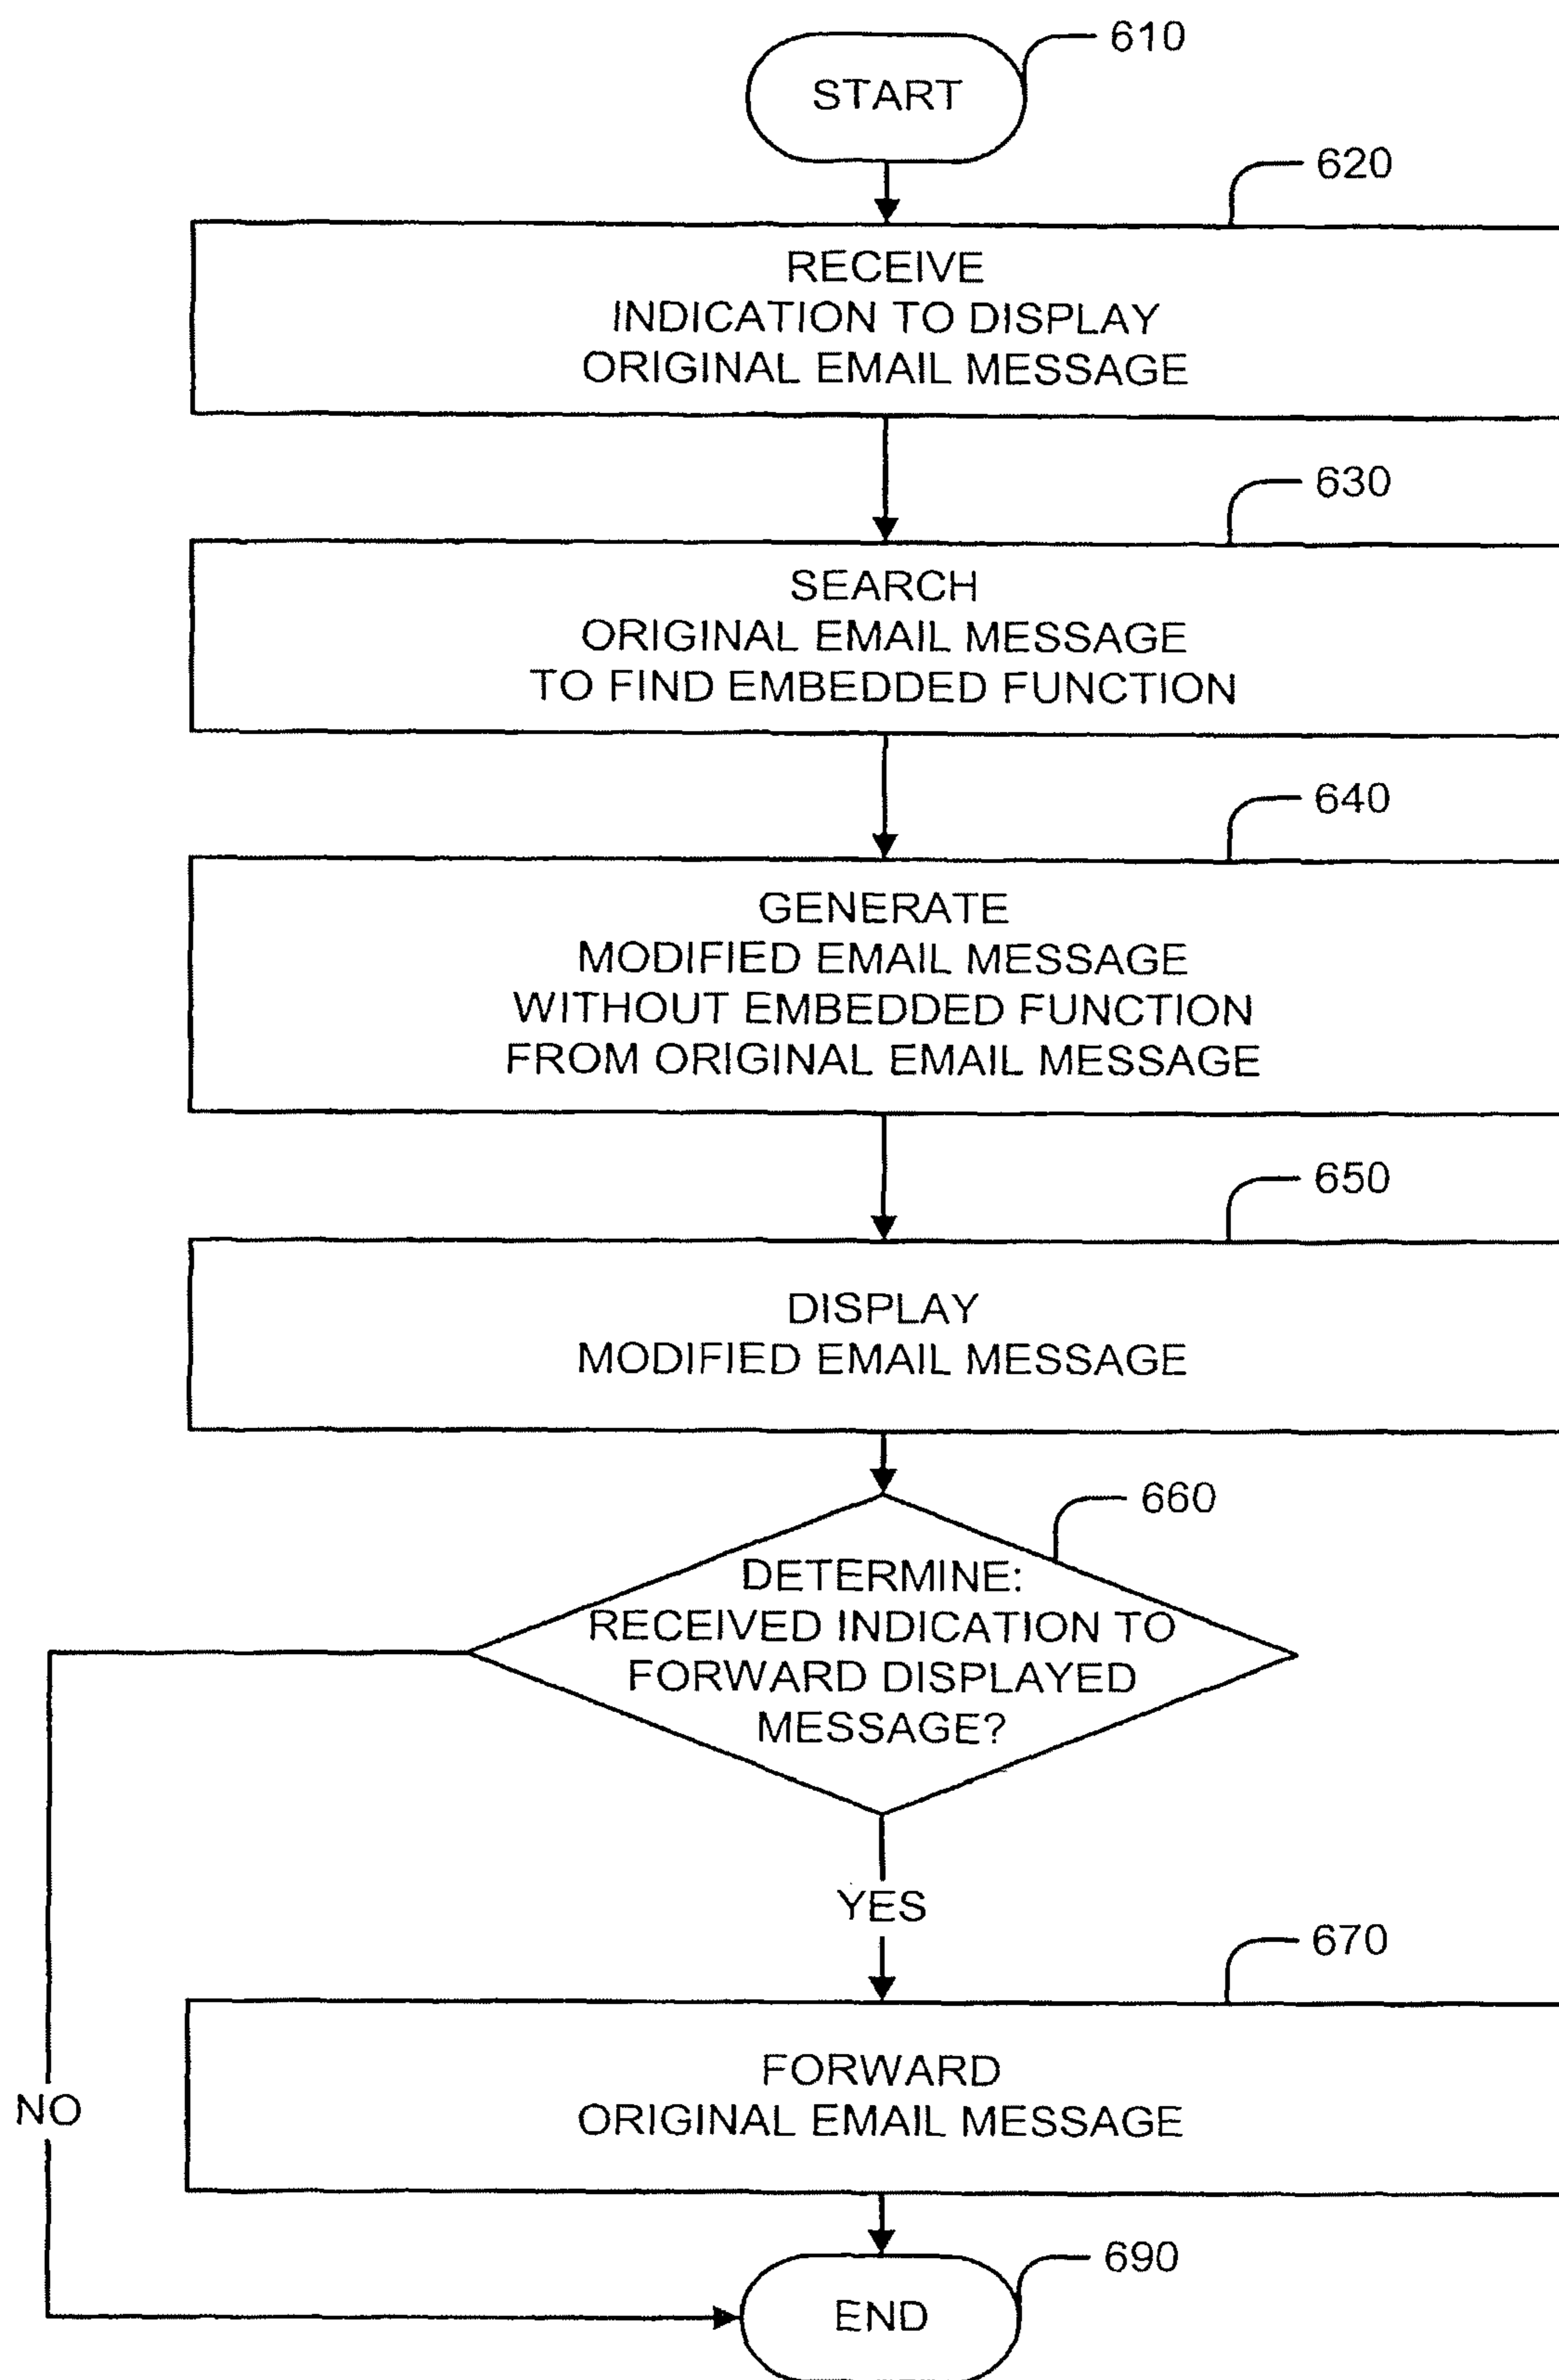 610
START
620
RECEIVE
INDICATION TO DISPLAY
ORIGINAL EMAIL MESSAGE
630
SEARCH
ORIGINAL EMAIL MESSAGE
TO FIND EMBEDDED FUNCTION
640
GENERATE
MODIFIED EMAIL MESSAGE
WITHOUT EMBEDDED FUNCTION
FROM ORIGINAL EMAIL MESSAGE
650
DISPLAY
MODIFIED EMAIL MESSAGE
660
DETERMINE:
RECEIVED INDICATION TO
FORWARD DISPLAYED
MESSAGE?
YES
670
FORWARD
ORIGINAL EMAIL MESSAGE
NO
690
END